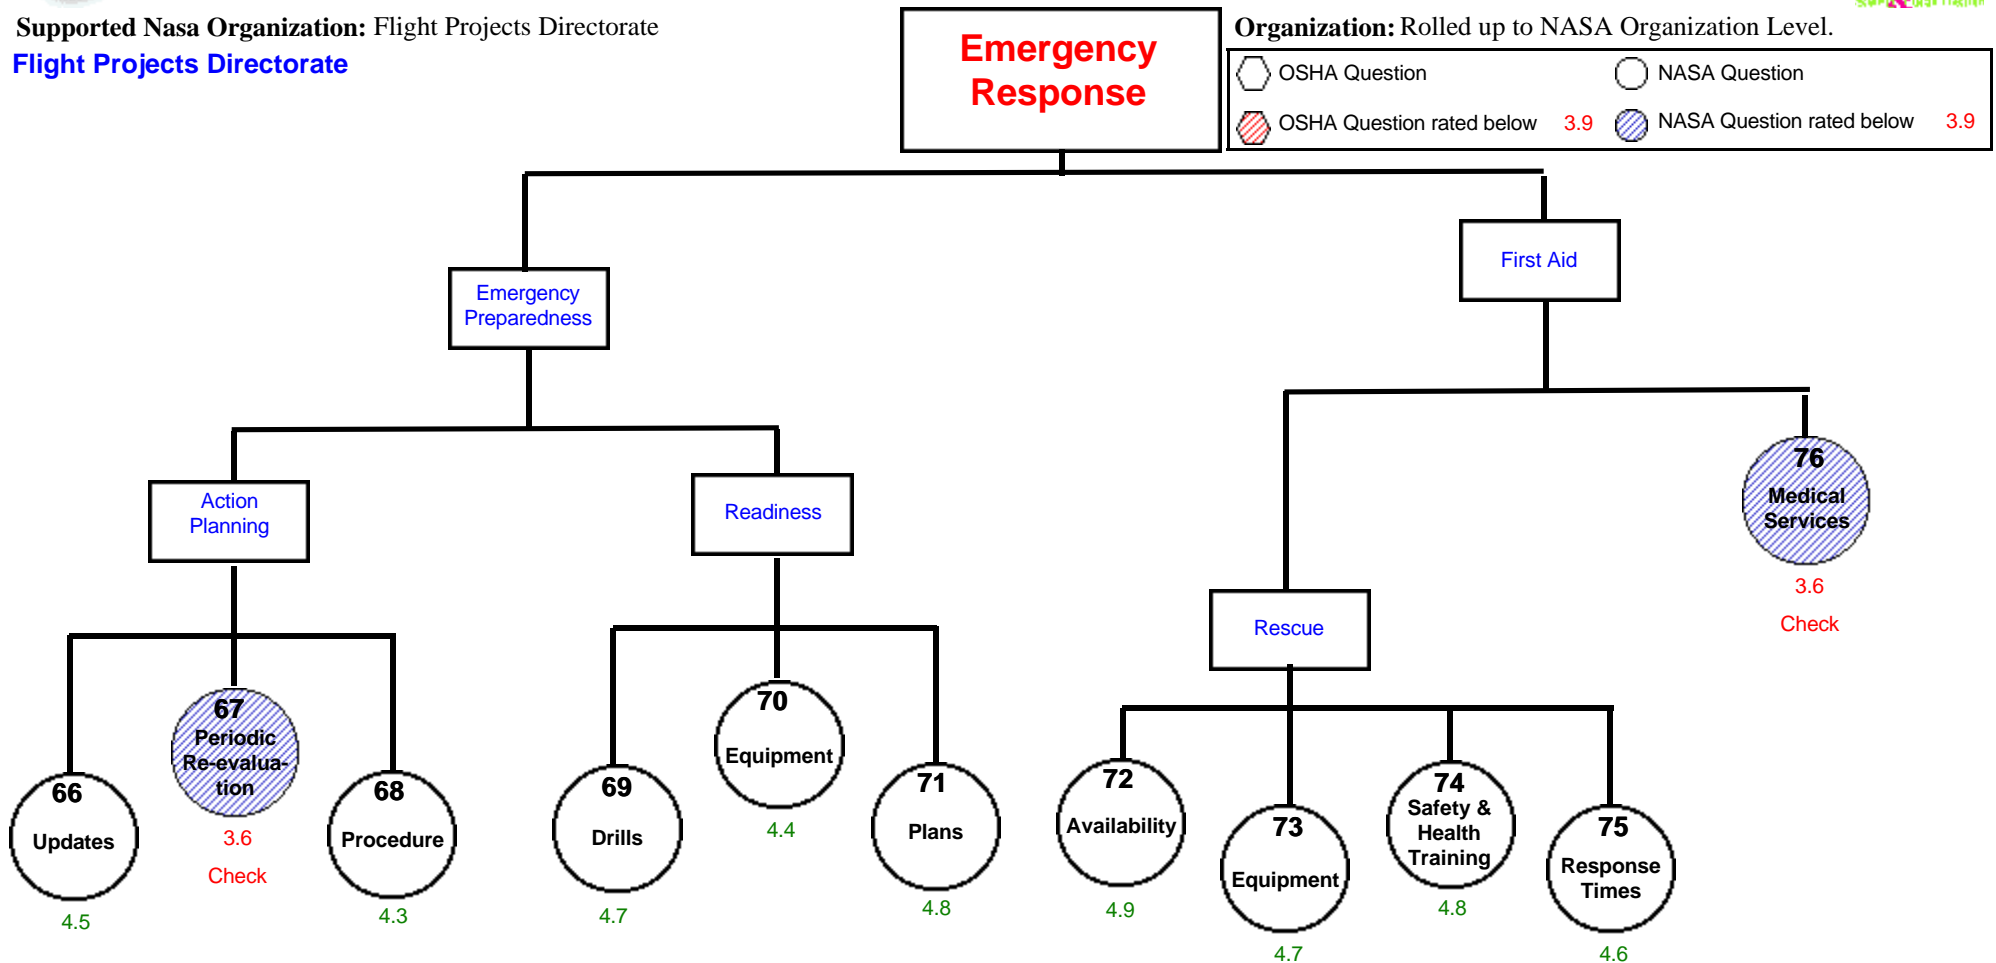 Supported Nasa Organization: Flight Projects Directorate
Flight Projects Directorate
Emergency
Response
Organization: Rolled up to NASA Organization Level.
OSHA Question
NASA Question
OSHA Question rated below 3.9
NASA Question rated below 3.9
First Aid
Emergency
Preparedness
Action
Planning
Readiness
Rescue
76
Medical
Services
3.6
Check
66
Updates
4.5
67
Periodic
Re-evalua-
tion
3.6
Check
68
Procedure
4.3
69
Drills
4.7
70
Equipment
4.4
71
Plans
4.8
72
Availability
4.9
73
Equipment
4.7
74
Safety &
Health
Training
4.8
75
Response
Times
4.6